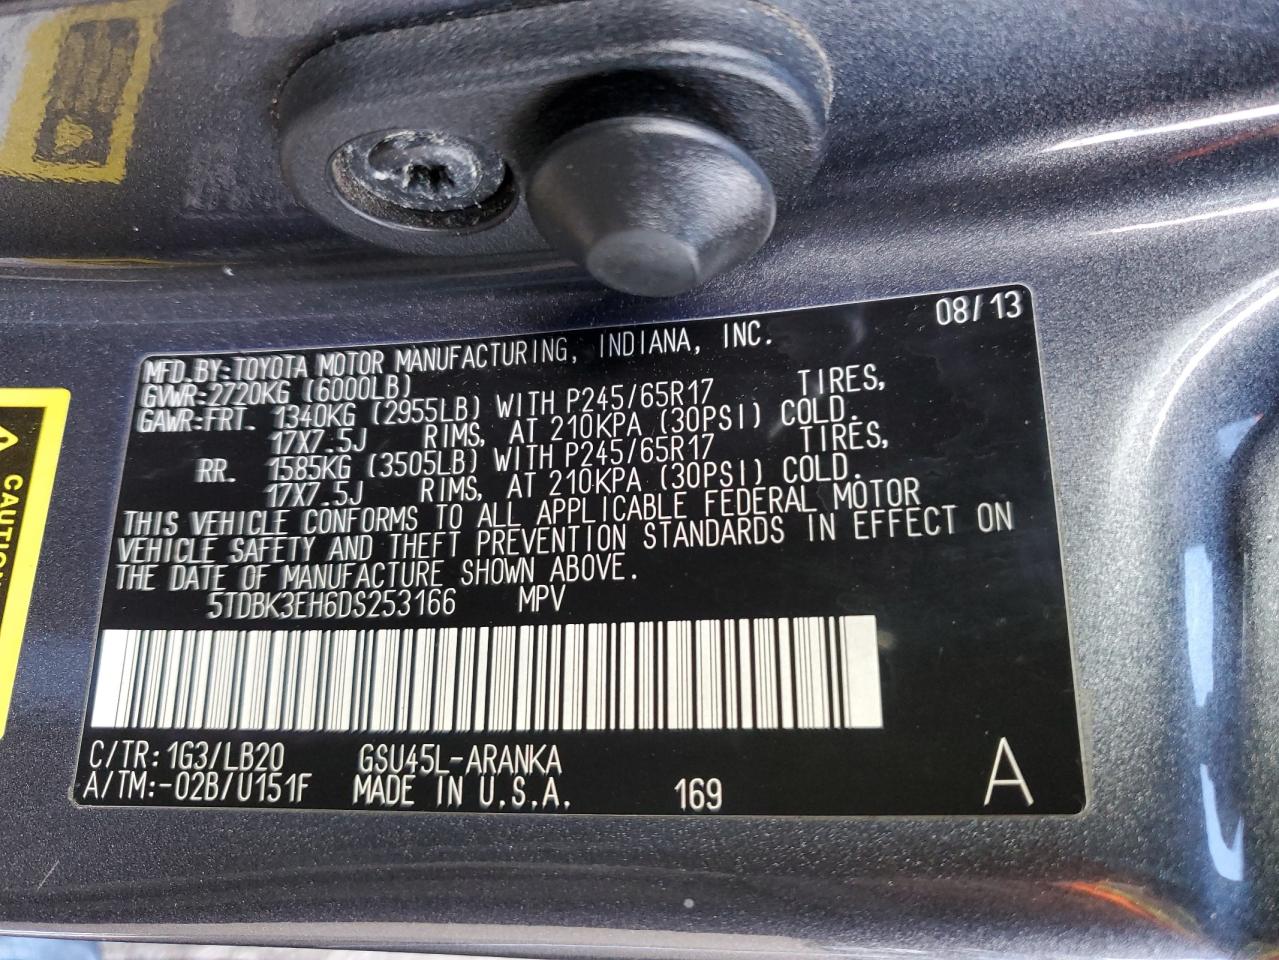 08/13
MFD.BY:TOYOTA MOTOR MANUFACTURING, INDIANA, INC.
GVWR:2720KG (6000LB)
GAWR:FRT. 1340KG (2955LB) WITH P245/65R17 TIRES,
17X7.5J RIMS, AT 210KPA (30PSI) COLD.
RR. 1585KG (3505LB) WITH P245/65R17 TIRES,
17X7.5J RIMS, AT 210KPA (30PSI) COLD.
THIS VEHICLE CONFORMS TO ALL APPLICABLE FEDERAL MOTOR
VEHICLE SAFETY AND THEFT PREVENTION STANDARDS IN EFFECT ON
THE DATE OF MANUFACTURE SHOWN ABOVE.
5TDBK3EH6DS253166 MPV
C/TR:1G3/LB20 GSU45L-ARANKA
A/TM:-02B/U151F MADE IN U.S.A. 169 A
CAUTION